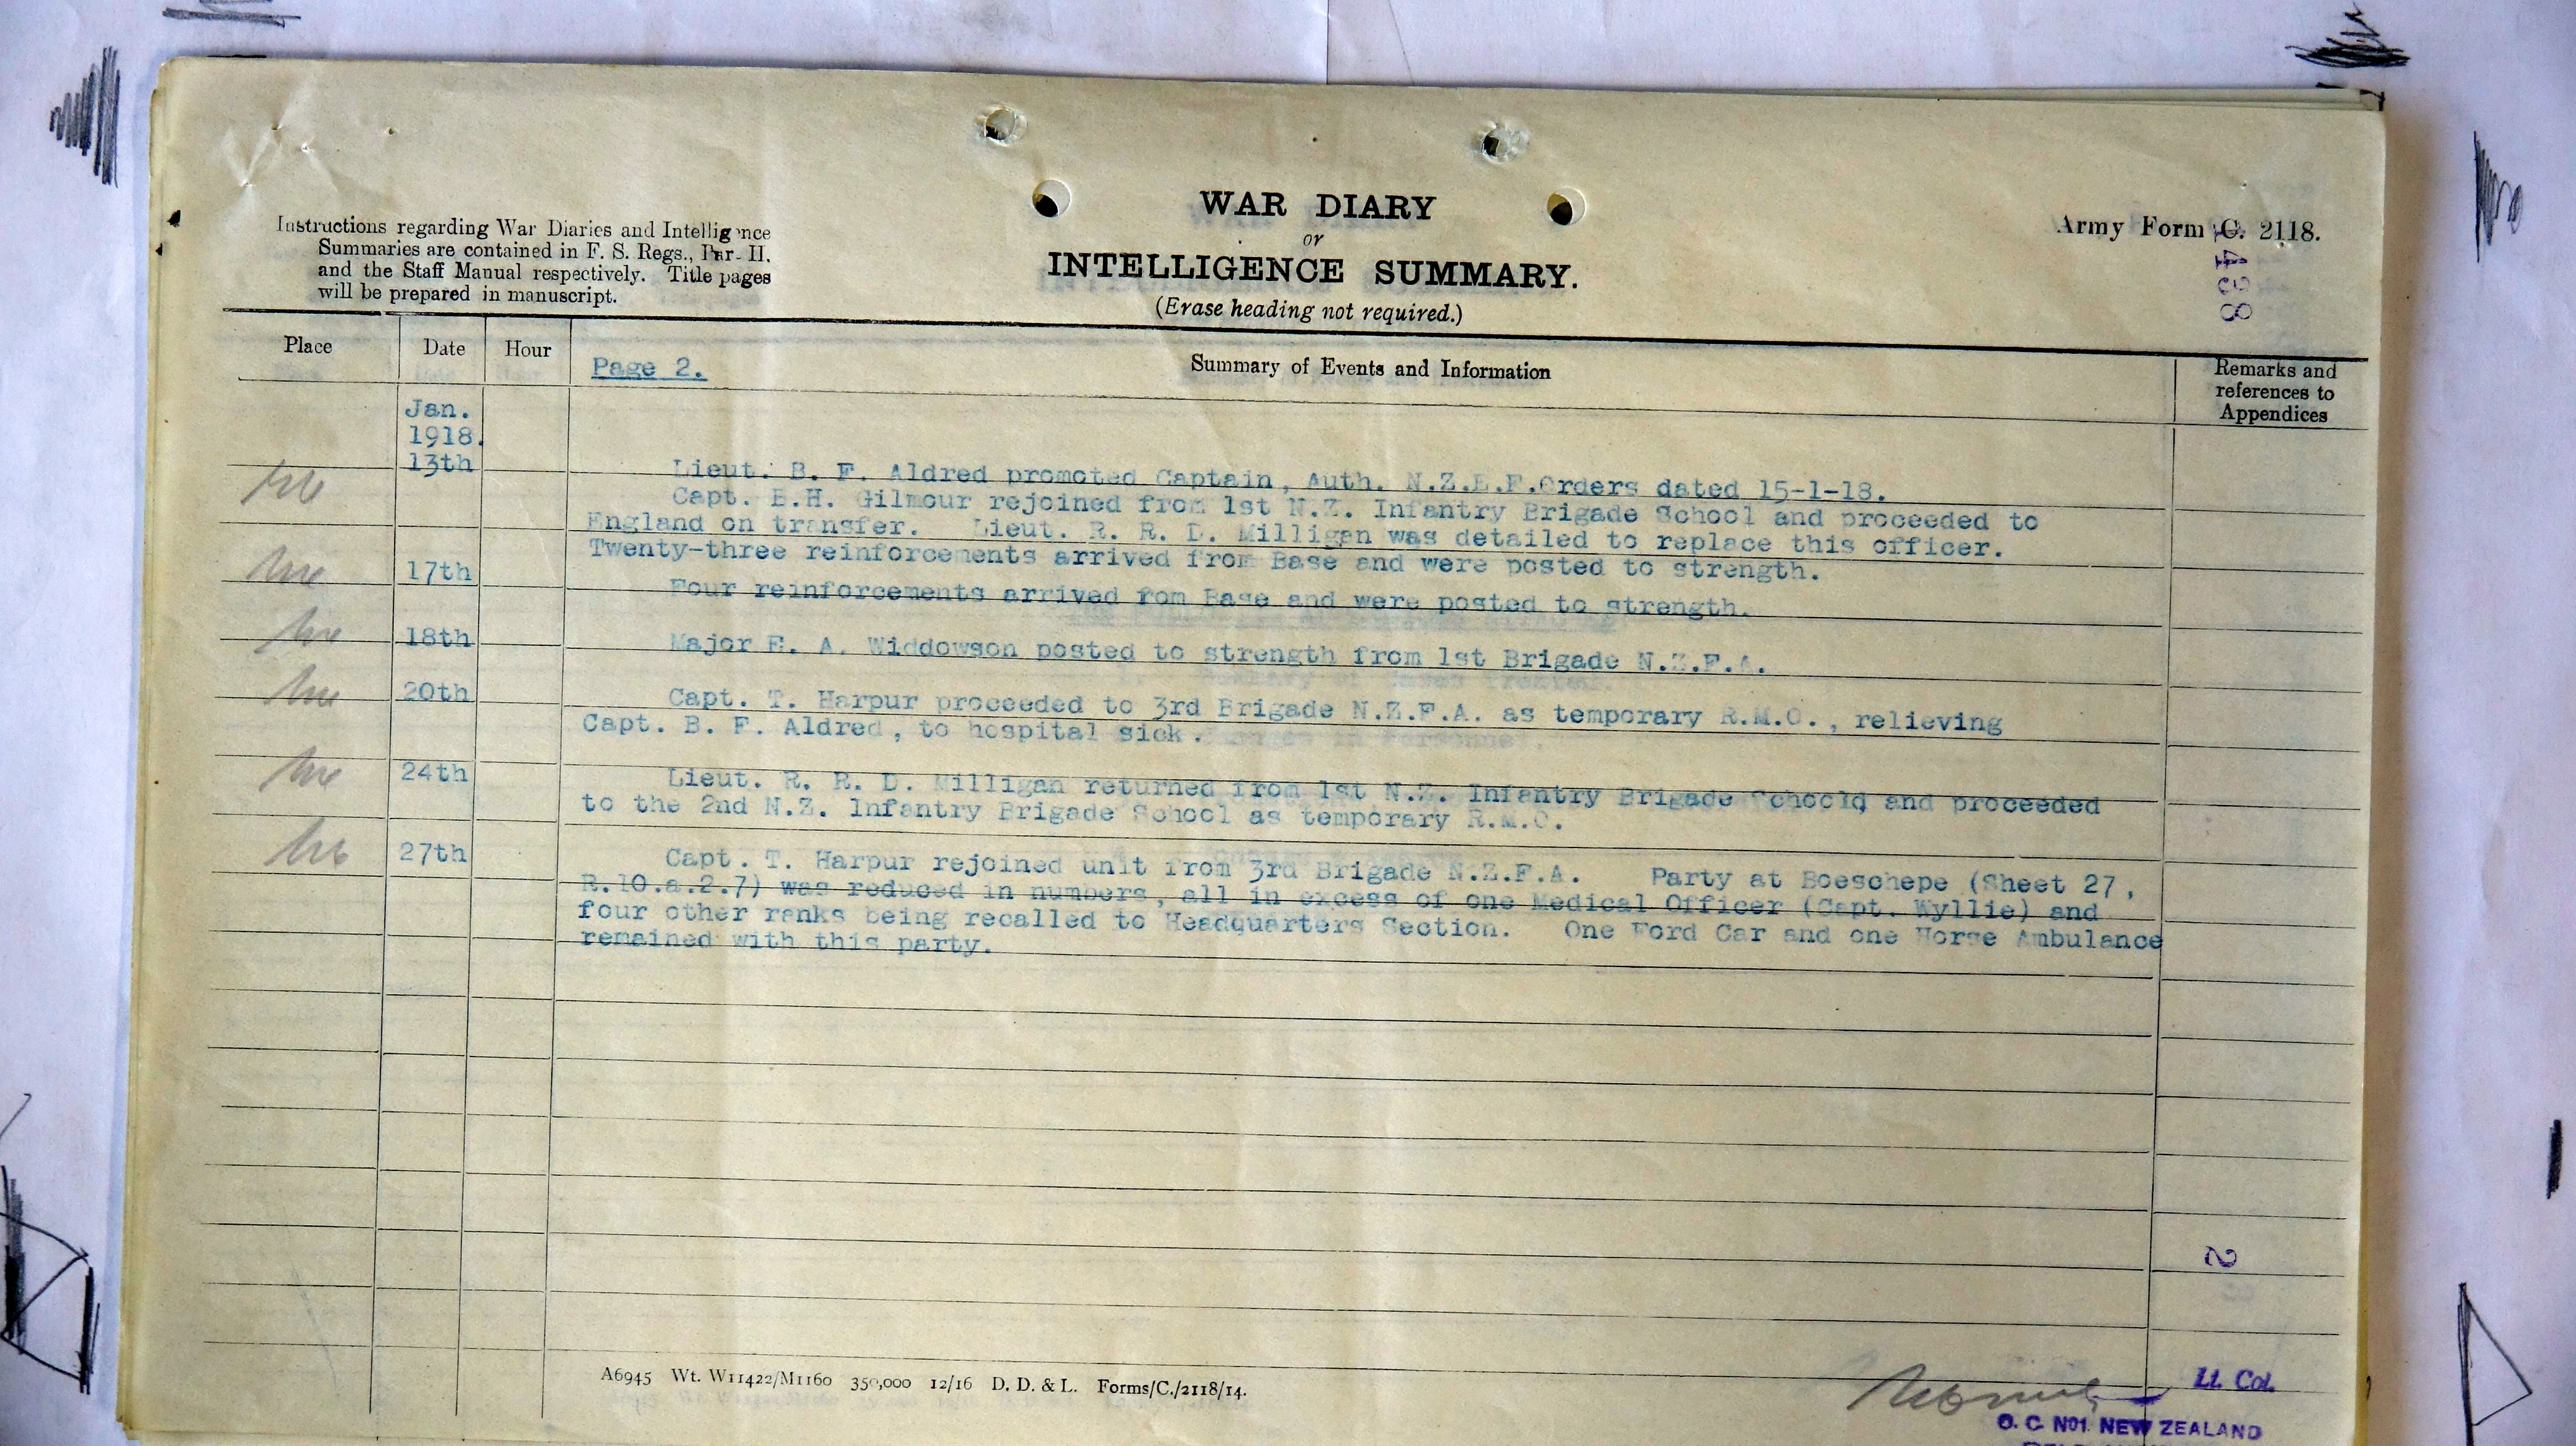 Instructions regarding War Diaries and Intelligence
Summaries are contained in F. S. Regs., Par- II.
and the Staff Manual respectively. Title pages
will be prepared in manuscript.
WAR DIARY
or
INTELLIGENCE SUMMARY.
(Erase heading not required.)
Army Form C. 2118.
1438
Place
Date
Hour
Page 2.
Summary of Events and Information
Remarks and
references to
Appendices
Jan.
1918.
13th
Lieut. B. F. Aldred promoted Captain, Auth. N.Z.E.F.Orders dated 15-1-18.
Capt. B.H. Gilmour rejoined from 1st N.Z. Infantry Brigade School and proceeded to
England on transfer. Lieut. R. R. D. Milligan was detailed to replace this officer.
Twenty-three reinforcements arrived from Base and were posted to strength.
17th
Four reinforcements arrived fom Base and were posted to strength.
18th
Major E. A. Widdowson posted to strength from 1st Brigade N.Z.F.A.
20th
Capt. T. Harpur proceeded to 3rd Brigade N.Z.F.A. as temporary R.M.O., relieving
Capt. B. F. Aldred, to hospital sick.
24th
Lieut. R. R. D. Milligan returned from 1st N.Z. Infantry Brigade School and proceeded
to the 2nd N.Z. Infantry Brigade School as temporary R.M.O.
27th
Capt. T. Harpur rejoined unit from 3rd Brigade N.Z.F.A. Party at Boeschepe (Sheet 27,
R.10.a.2.7) was reduced in numbers, all in excess of one Medical Officer (Capt. Wyllie) and
four other ranks being recalled to Headquarters Section. One Ford Car and one Horse Ambulance
remained with this party.
2
A6945 Wt. W11422/M1160 350,000 12/16 D. D. & L. Forms/C./2118/14.
Lt. Col.
O. C. No1. NEW ZEALAND